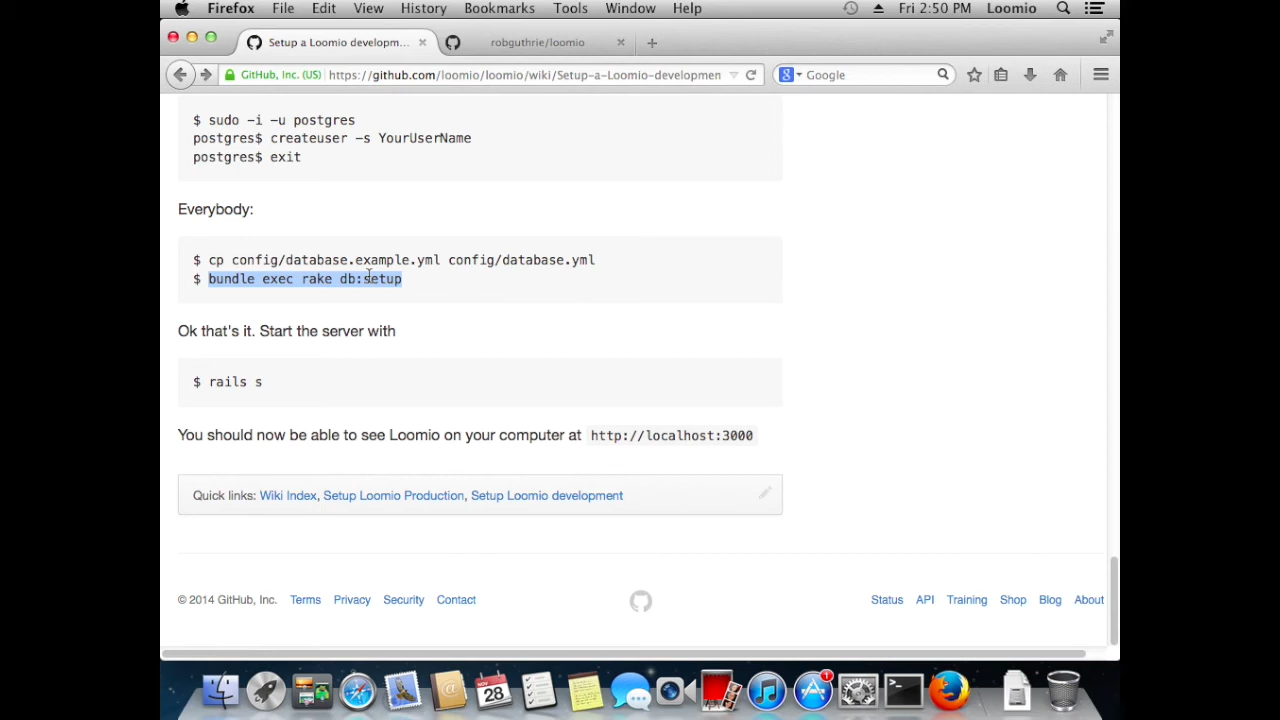 Firefox File Edit View History Bookmarks Tools Window Help Fri 2:50 PM Loomio
Setup a Loomio developm... robguthrie/loomio
GitHub, Inc. (US) https://github.com/loomio/loomio/wiki/Setup-a-Loomio-developmen Google
$ sudo -i -u postgres
postgres$ createuser -s YourUserName
postgres$ exit
Everybody:
$ cp config/database.example.yml config/database.yml
$ bundle exec rake db:setup
Ok that's it. Start the server with
$ rails s
You should now be able to see Loomio on your computer at http://localhost:3000
Quick links: Wiki Index, Setup Loomio Production, Setup Loomio development
© 2014 GitHub, Inc. Terms Privacy Security Contact Status API Training Shop Blog About
NOV 28 1